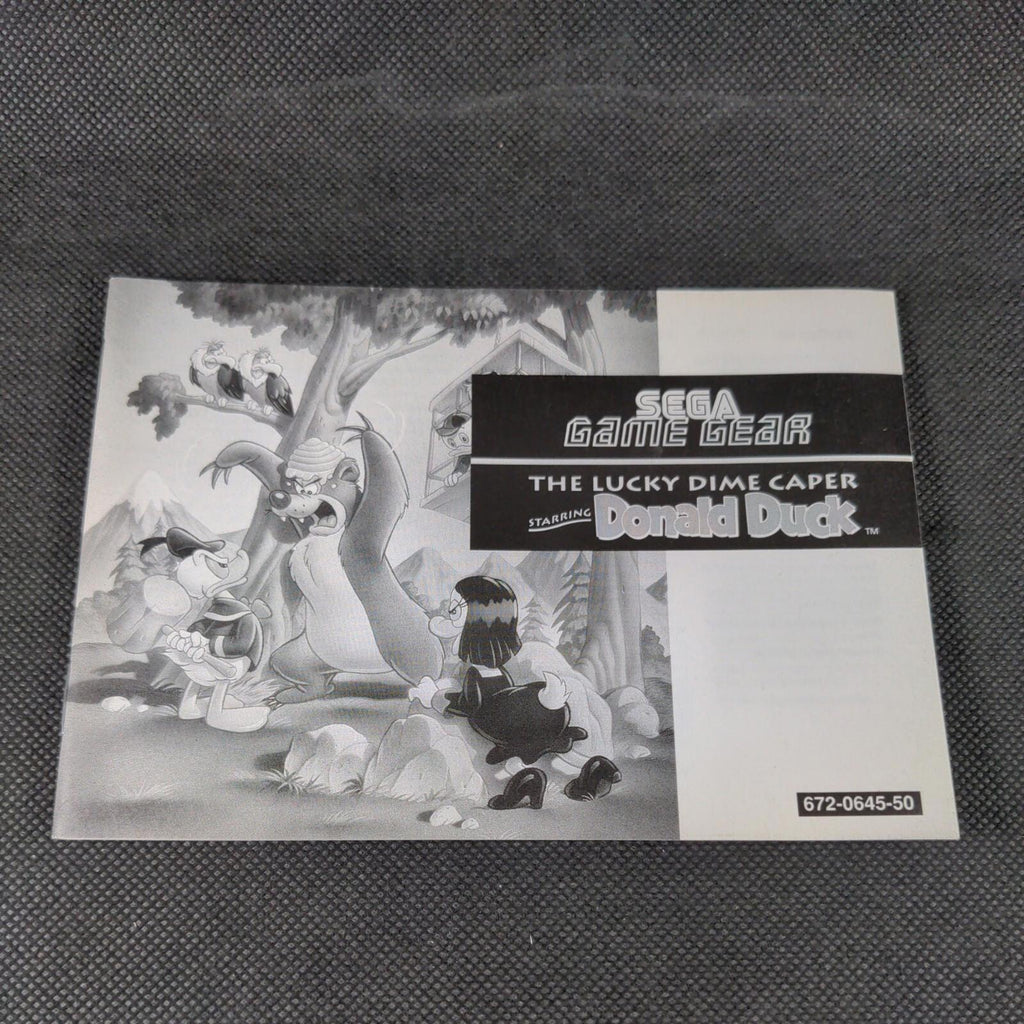 SEGA
GAME GEAR
THE LUCKY DIME CAPER
STARRING Donald Duck TM
672-0645-50